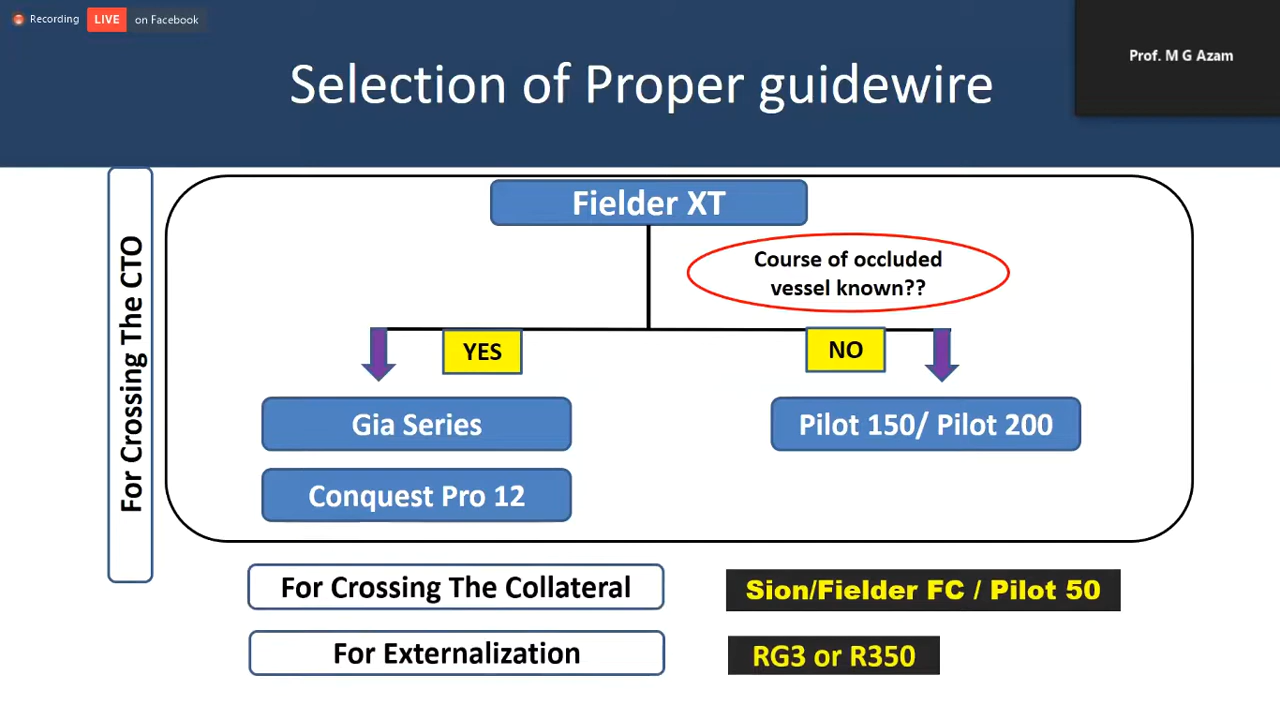 Recording
LIVE on Facebook
Prof. M G Azam
Selection of Proper guidewire
For Crossing The CTO
Fielder XT
Course of occluded
vessel known??
YES
NO
Gia Series
Pilot 150/ Pilot 200
Conquest Pro 12
For Crossing The Collateral
Sion/Fielder FC / Pilot 50
For Externalization
RG3 or R350